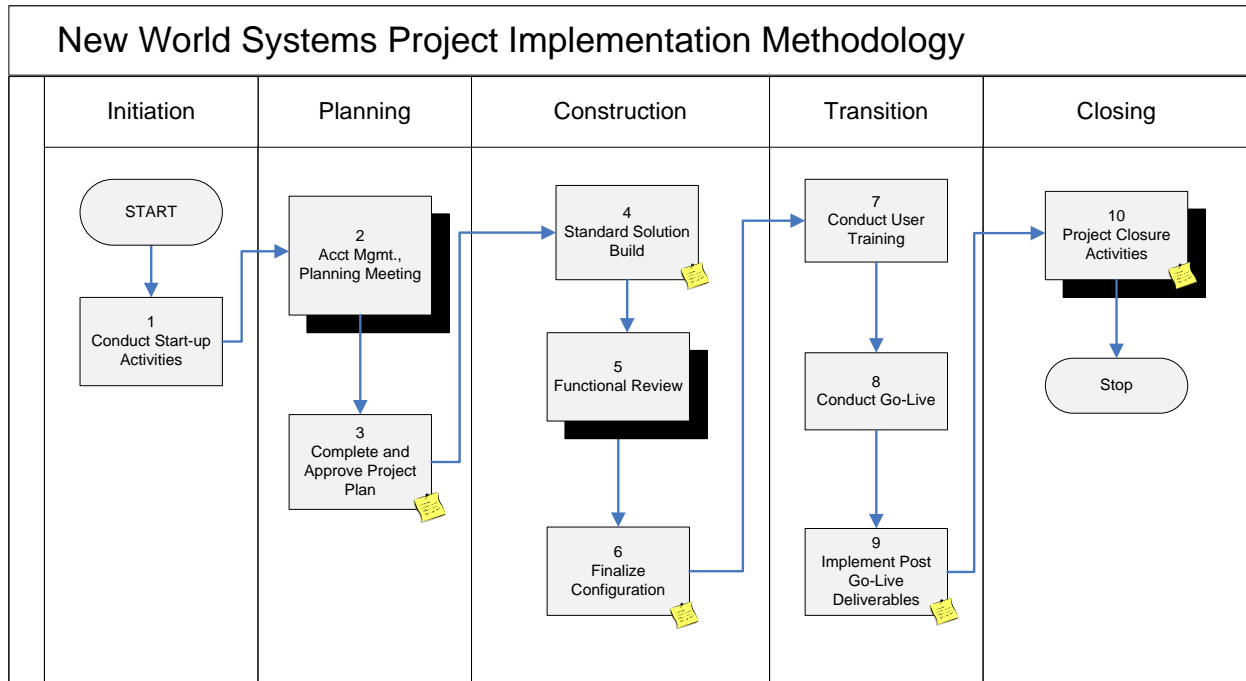 New World Systems Project Implementation Methodology
Initiation
Planning
Construction
Transition
Closing
START
1
Conduct Start-up
Activities
2
Acct Mgmt.,
Planning Meeting
3
Complete and
Approve Project
Plan
4
Standard Solution
Build
5
Functional Review
6
Finalize
Configuration
7
Conduct User
Training
8
Conduct Go-Live
9
Implement Post
Go-Live
Deliverables
10
Project Closure
Activities
Stop